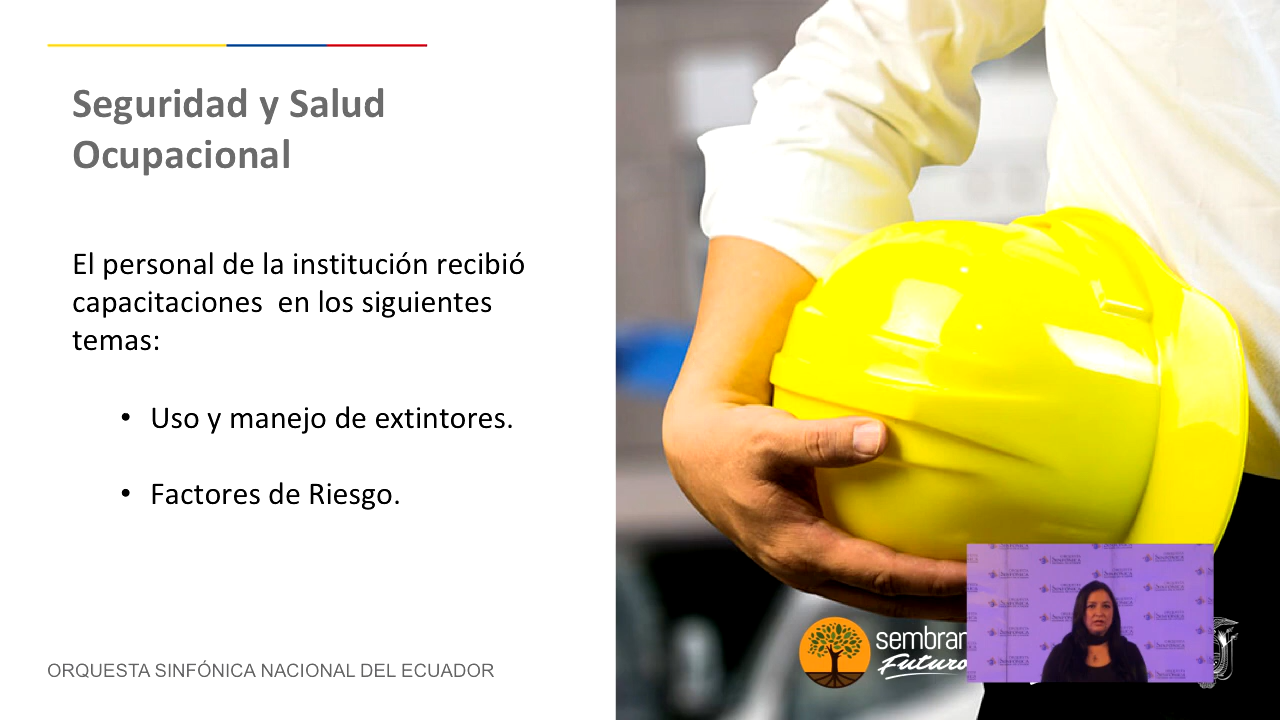 Seguridad y Salud
Ocupacional
El personal de la institución recibió
capacitaciones  en los siguientes
temas:
• Uso y manejo de extintores.
• Factores de Riesgo.
ORQUESTA SINFÓNICA NACIONAL DEL ECUADOR
Futuro